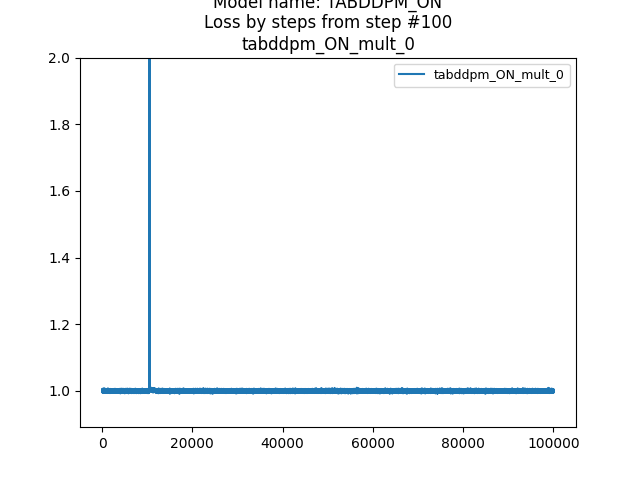 Model name: TABDDPM_ON
Loss by steps from step #100
tabddpm_ON_mult_0
tabddpm_ON_mult_0
2.0
1.8
1.6
1.4
1.2
1.0
0 20000 40000 60000 80000 100000